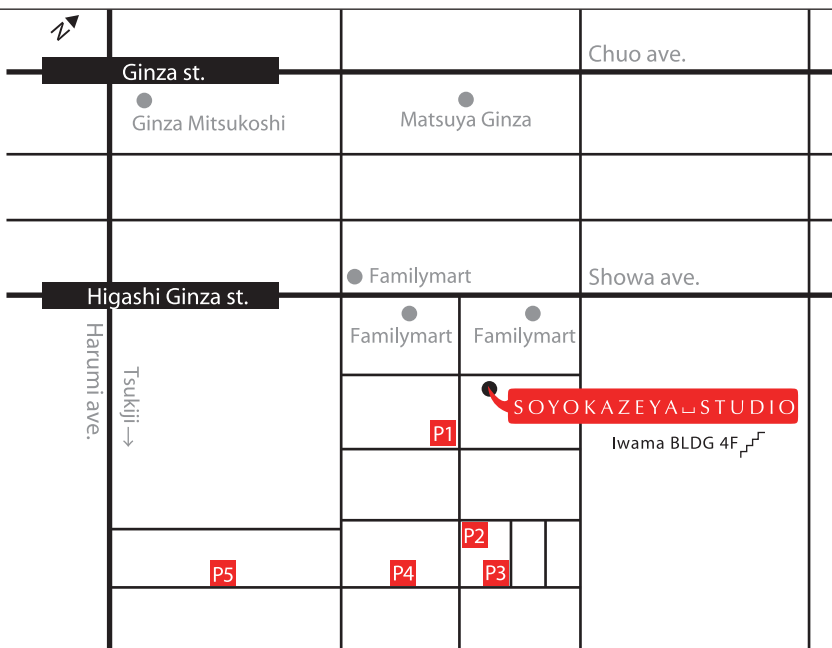 N
Chuo ave.
Ginza st.
Ginza Mitsukoshi
Matsuya Ginza
Familymart
Showa ave.
Higashi Ginza st.
Harumi ave.
Tsukiji →
Familymart
Familymart
SOYOKAZEYA␣STUDIO
P1
Iwama BLDG 4F
P2
P5
P4
P3